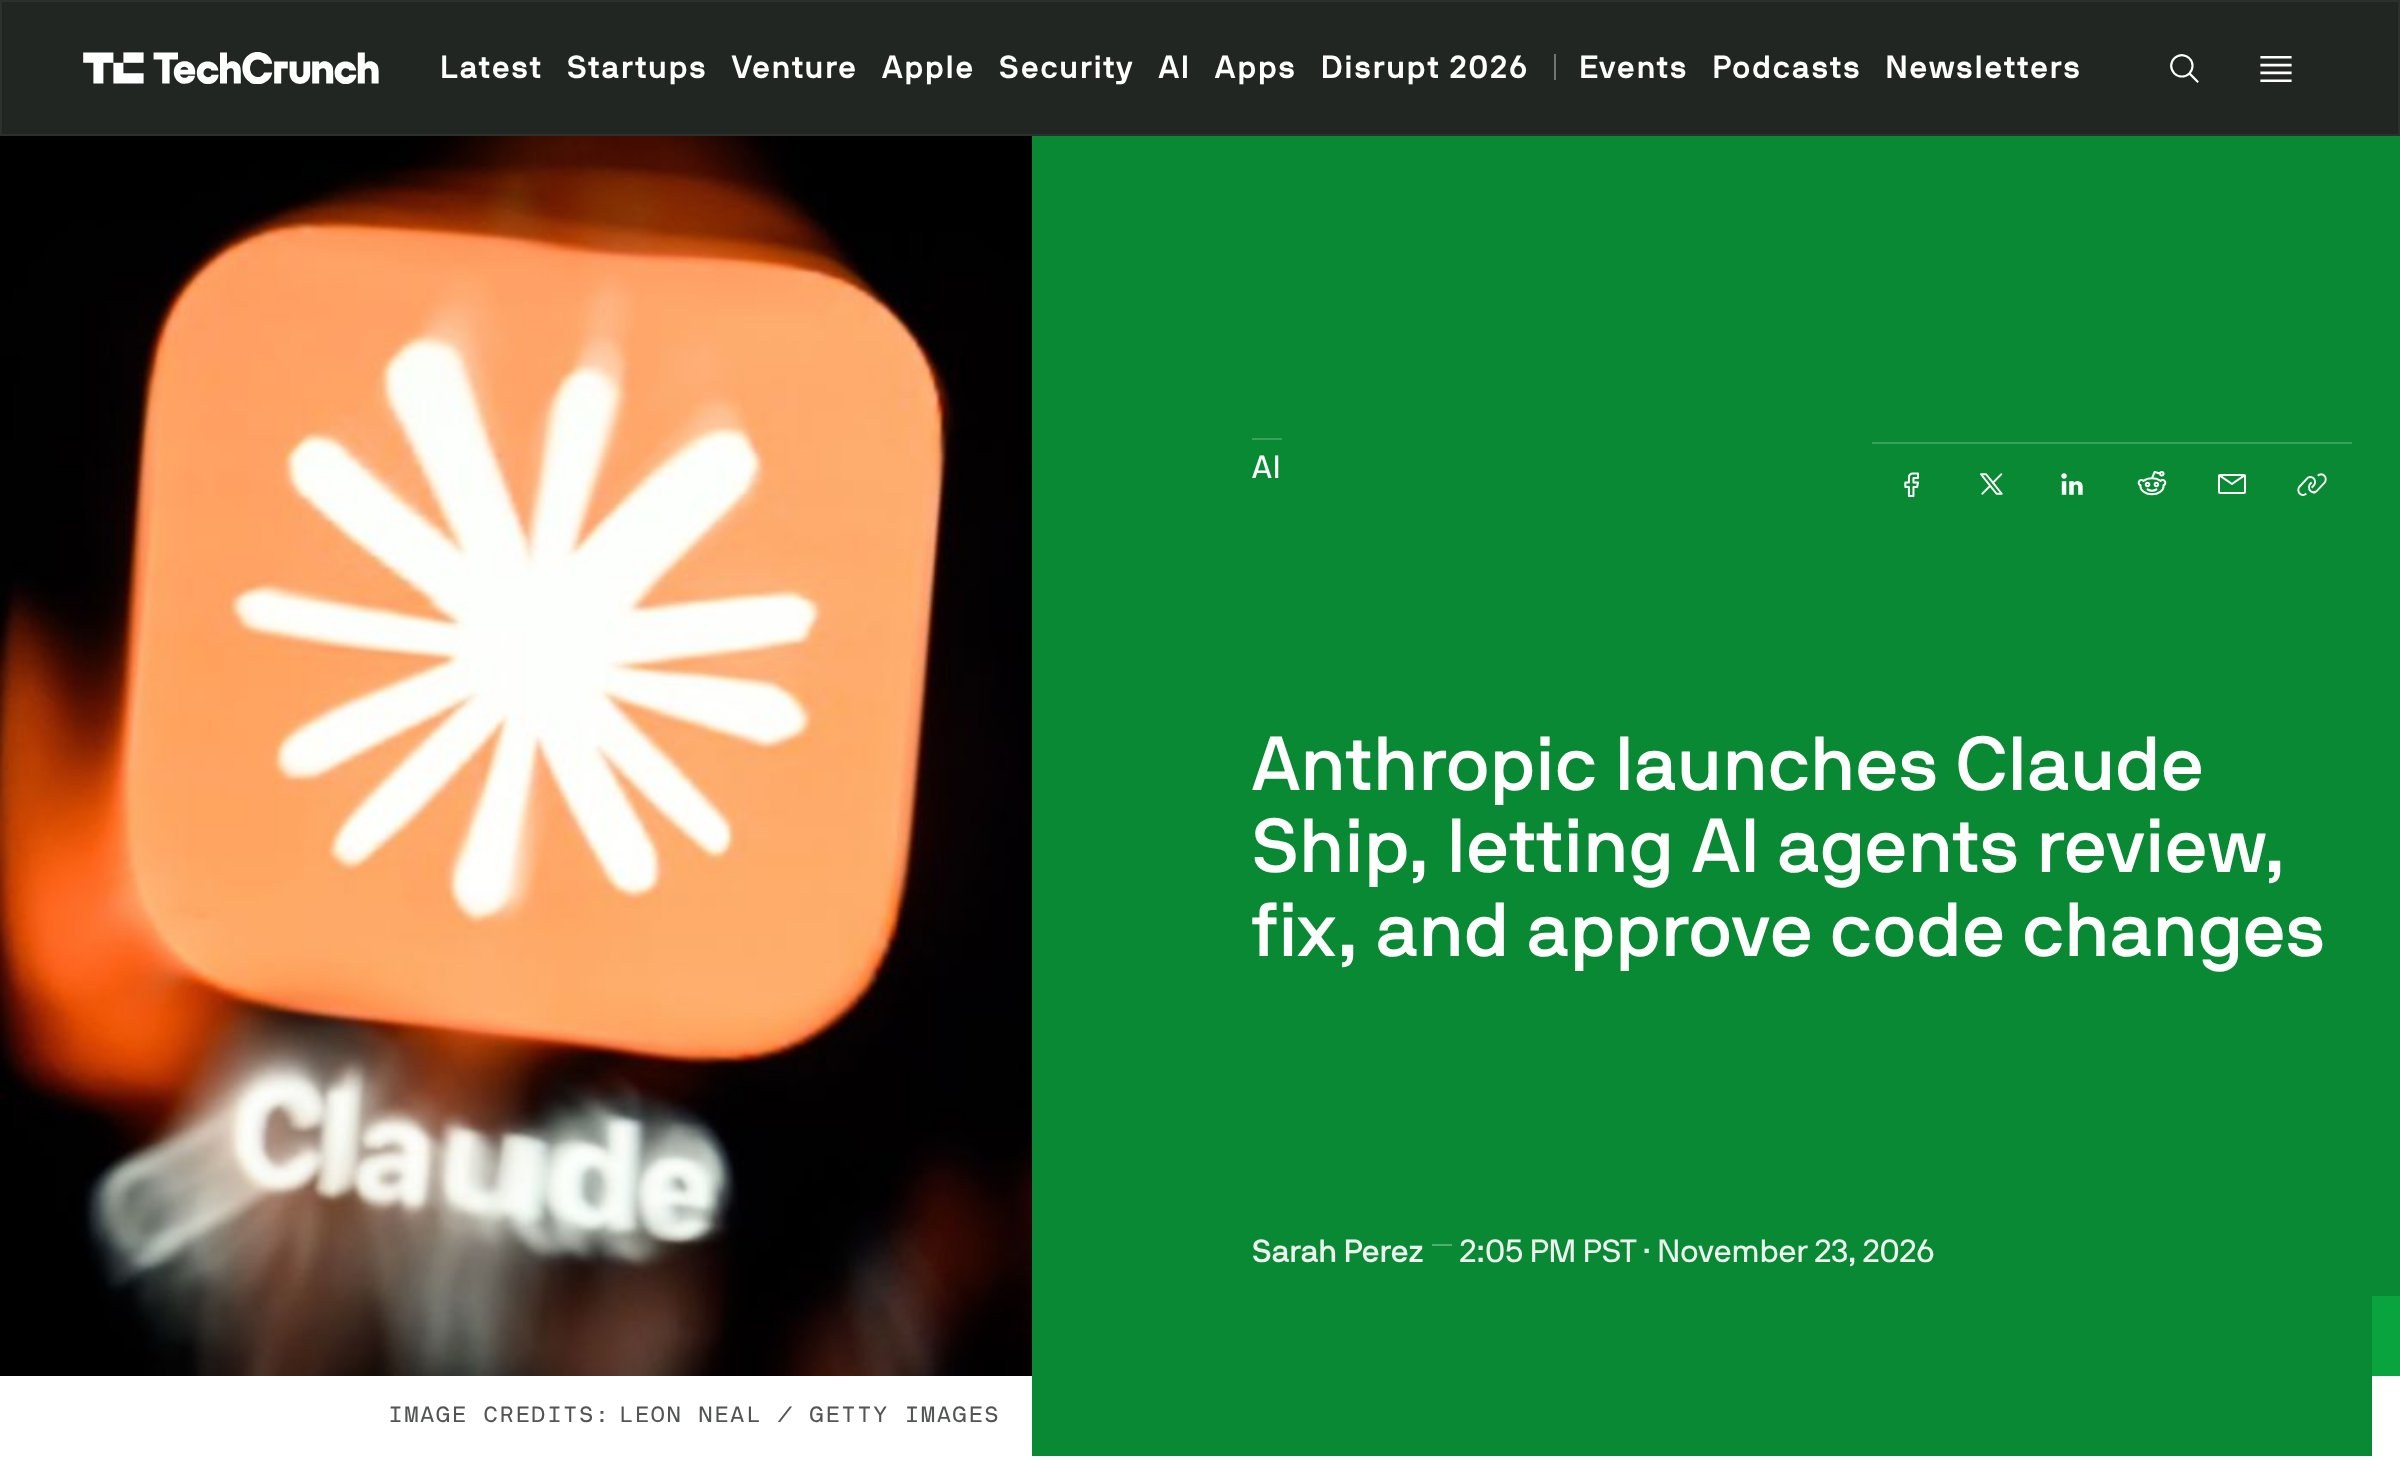 TechCrunch Latest Startups Venture Apple Security AI Apps Disrupt 2026 Events Podcasts Newsletters
AI
Anthropic launches Claude
Ship, letting AI agents review,
fix, and approve code changes
Claude
Sarah Perez — 2:05 PM PST · November 23, 2026
IMAGE CREDITS: LEON NEAL / GETTY IMAGES